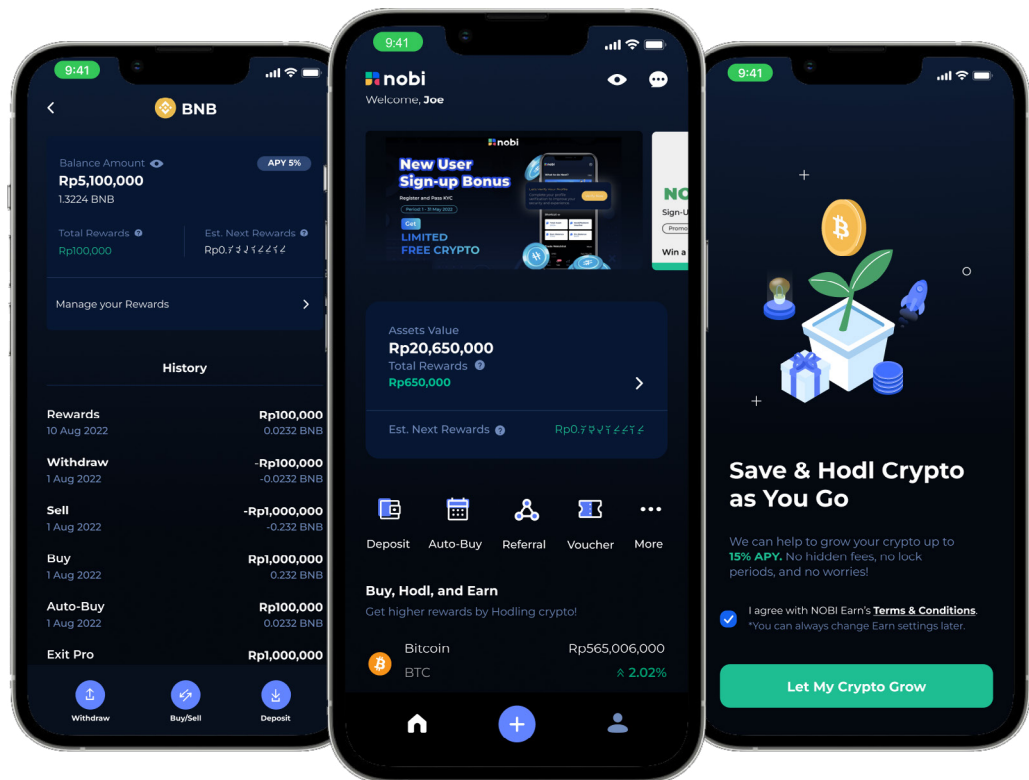 9:41
BNB
Balance Amount
APY 5%
Rp5,100,000
1.3224 BNB
Total Rewards
Est. Next Rewards
Rp100,000
Rp0.
Manage your Rewards
History
Rewards
Rp100,000
10 Aug 2022
0.0232 BNB
Withdraw
-Rp100,000
1 Aug 2022
-0.0232 BNB
Sell
-Rp1,000,000
1 Aug 2022
-0.232 BNB
Buy
Rp1,000,000
1 Aug 2022
0.232 BNB
Auto-Buy
Rp100,000
1 Aug 2022
0.0232 BNB
Exit Pro
Rp1,000,000
Withdraw
Buy/Sell
Deposit
9:41
nobi
Welcome, Joe
nobi
New User
Sign-up Bonus
Register and Pass KYC
Get
LIMITED
FREE CRYPTO
NO
Sign-U
Promo
Win a
Assets Value
Rp20,650,000
Total Rewards
Rp650,000
Est. Next Rewards
Rp0.
Deposit
Auto-Buy
Referral
Voucher
More
Buy, Hodl, and Earn
Get higher rewards by Hodling crypto!
Bitcoin
Rp565,006,000
BTC
2.02%
9:41
Save & Hodl Crypto
as You Go
We can help to grow your crypto up to
15% APY. No hidden fees, no lock
periods, and no worries!
I agree with NOBI Earn's Terms & Conditions.
*You can always change Earn settings later.
Let My Crypto Grow